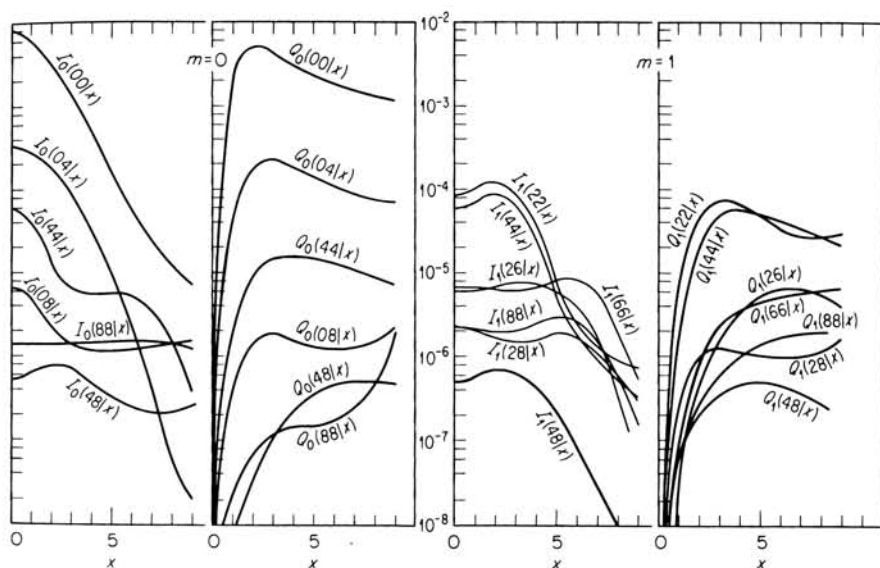 m=0
m=1
I₀(00|x)
I₀(04|x)
I₀(44|x)
I₀(08|x)
I₀(88|x)
I₀(48|x)
Q₀(00|x)
Q₀(04|x)
Q₀(44|x)
Q₀(08|x)
Q₀(48|x)
Q₀(88|x)
10⁻²
10⁻³
10⁻⁴
10⁻⁵
10⁻⁶
10⁻⁷
10⁻⁸
I₁(22|x)
I₁(44|x)
I₁(26|x)
I₁(66|x)
I₁(88|x)
I₁(28|x)
I₁(48|x)
Q₁(22|x)
Q₁(44|x)
Q₁(26|x)
Q₁(66|x)
Q₁(88|x)
Q₁(28|x)
Q₁(48|x)
0 5 0 5 0 5 0 5
x x x x